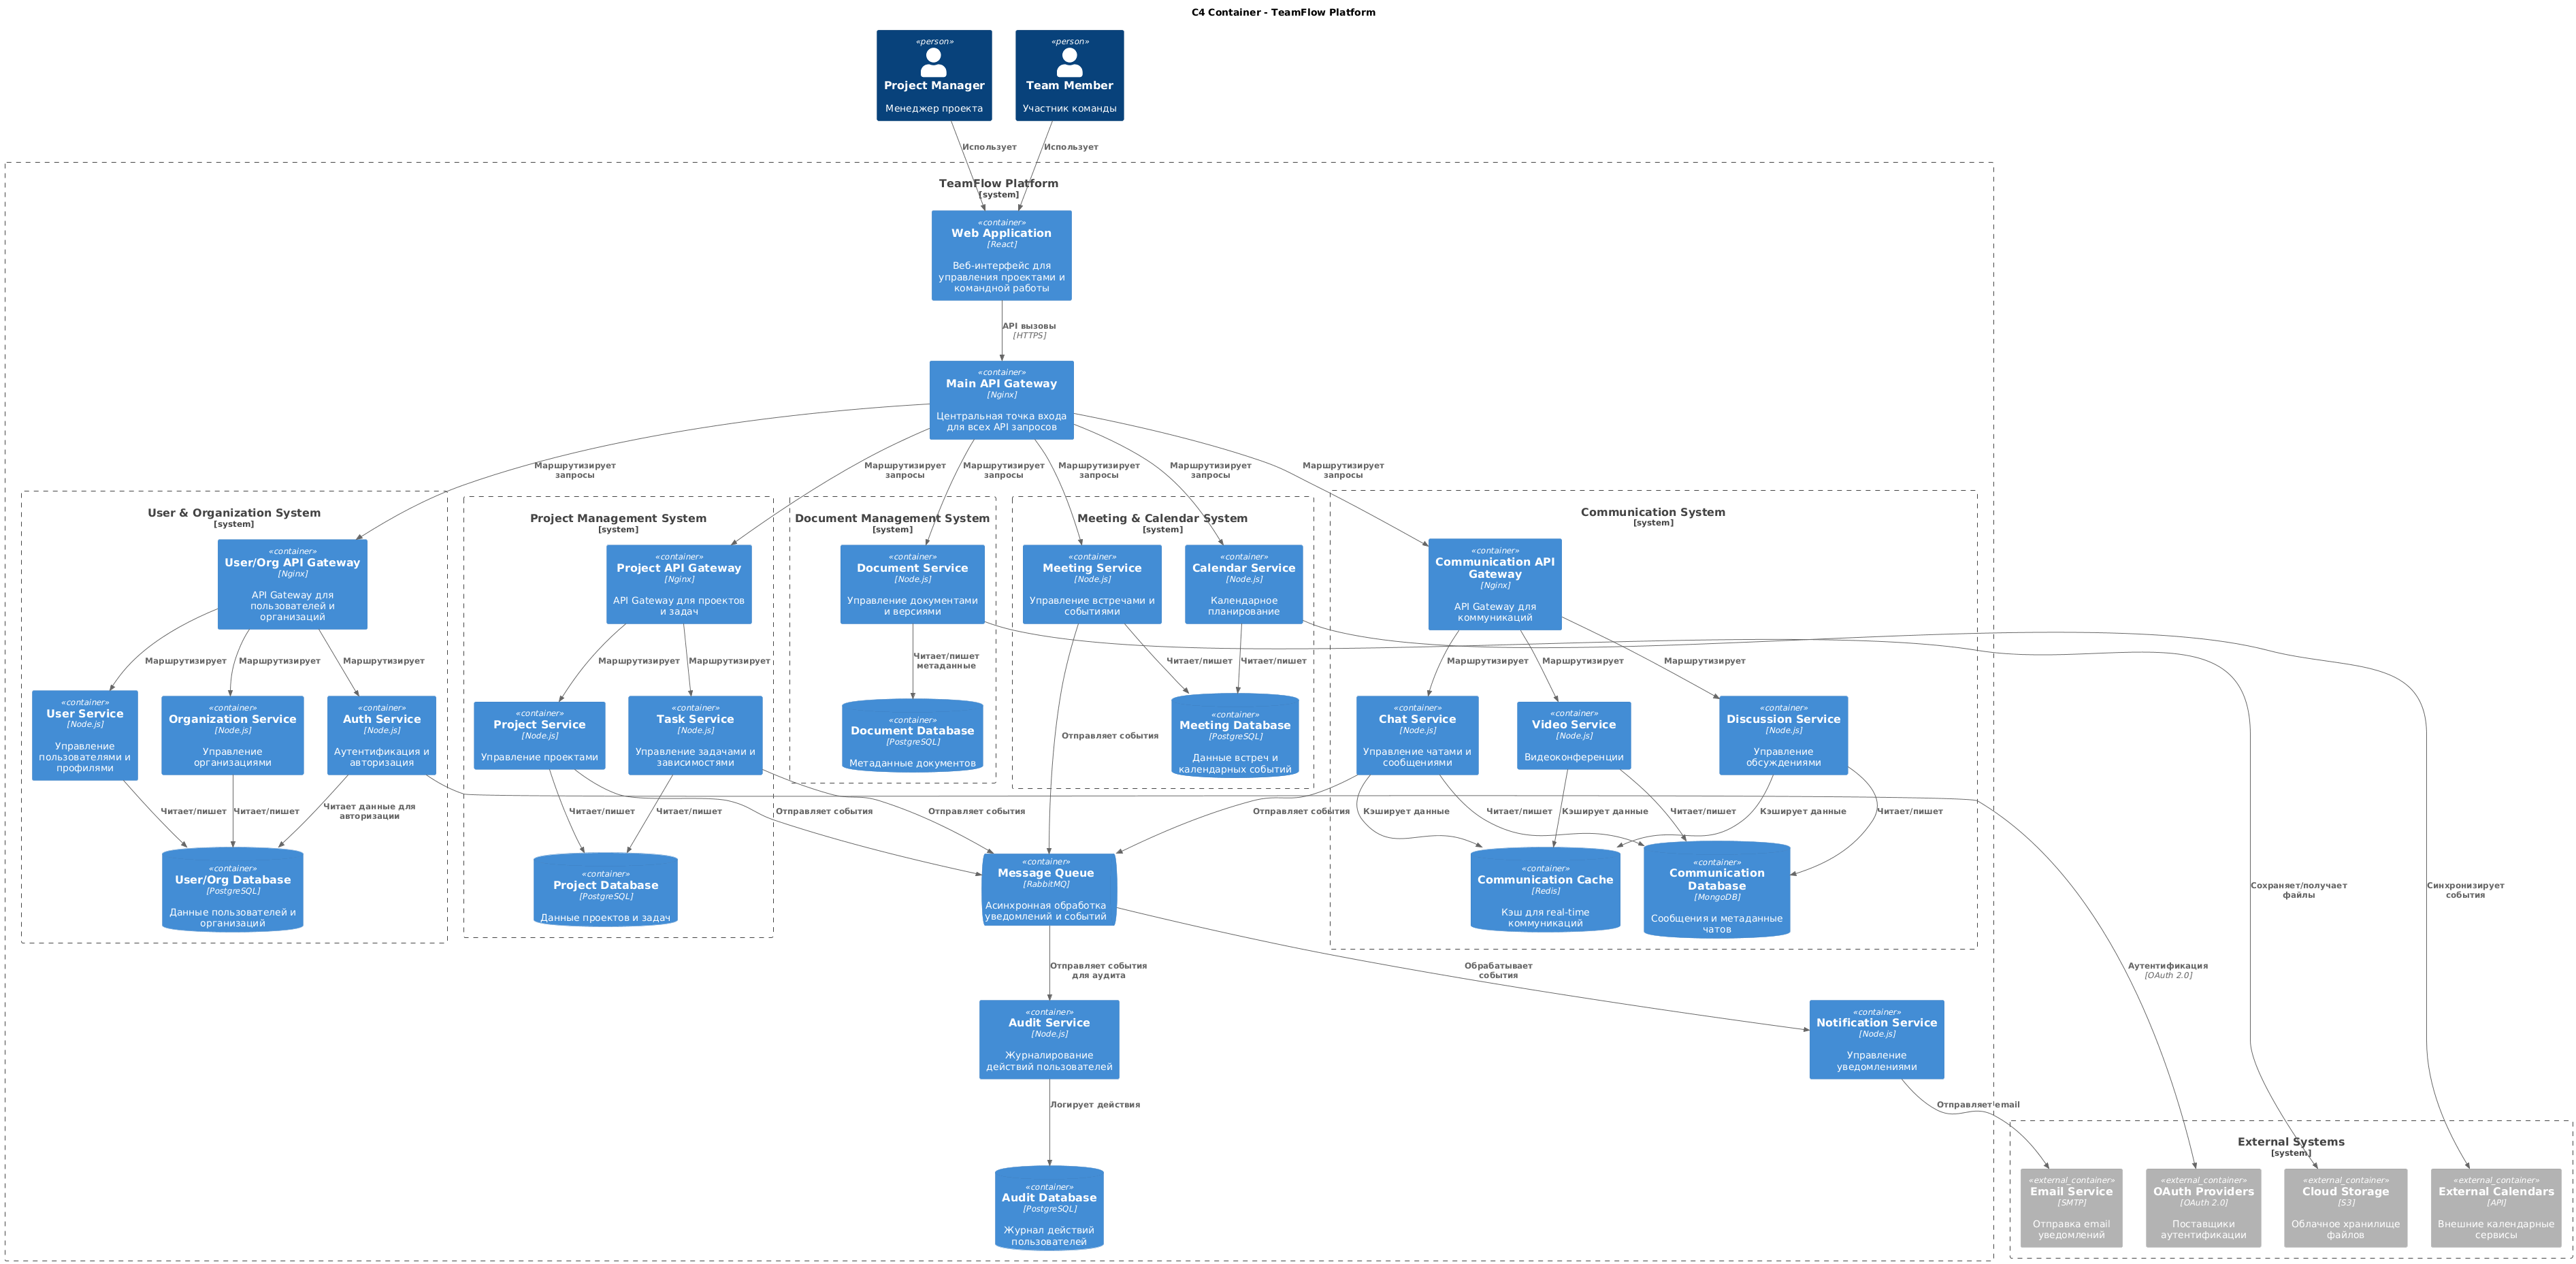 C4 Container - TeamFlow Platform
«person»
Project Manager
Менеджер проекта
«person»
Team Member
Участник команды
Использует
Использует
TeamFlow Platform
[system]
«container»
Web Application
[React]
Веб-интерфейс для
управления проектами и
командной работы
API вызовы
[HTTPS]
«container»
Main API Gateway
[Nginx]
Центральная точка входа
для всех API запросов
Маршрутизирует
запросы
Маршрутизирует
запросы
Маршрутизирует
запросы
Маршрутизирует
запросы
Маршрутизирует
запросы
Маршрутизирует
запросы
User & Organization System
[system]
«container»
User/Org API Gateway
[Nginx]
API Gateway для
пользователей и
организаций
Маршрутизирует
Маршрутизирует
Маршрутизирует
«container»
User Service
[Node.js]
Управление
пользователями и
профилями
«container»
Organization Service
[Node.js]
Управление
организациями
«container»
Auth Service
[Node.js]
Аутентификация и
авторизация
Читает/пишет
Читает/пишет
Читает данные для
авторизации
«container»
User/Org Database
[PostgreSQL]
Данные пользователей и
организаций
Project Management System
[system]
«container»
Project API Gateway
[Nginx]
API Gateway для проектов
и задач
Маршрутизирует
Маршрутизирует
«container»
Project Service
[Node.js]
Управление проектами
«container»
Task Service
[Node.js]
Управление задачами и
зависимостями
Читает/пишет
Читает/пишет
Отправляет события
Отправляет события
«container»
Project Database
[PostgreSQL]
Данные проектов и задач
Document Management System
[system]
«container»
Document Service
[Node.js]
Управление документами
и версиями
Читает/пишет
метаданные
«container»
Document Database
[PostgreSQL]
Метаданные документов
Meeting & Calendar System
[system]
«container»
Meeting Service
[Node.js]
Управление встречами и
событиями
«container»
Calendar Service
[Node.js]
Календарное
планирование
Читает/пишет
Читает/пишет
Отправляет события
«container»
Meeting Database
[PostgreSQL]
Данные встреч и
календарных событий
Communication System
[system]
«container»
Communication API
Gateway
[Nginx]
API Gateway для
коммуникаций
Маршрутизирует
Маршрутизирует
Маршрутизирует
«container»
Chat Service
[Node.js]
Управление чатами и
сообщениями
«container»
Video Service
[Node.js]
Видеоконференции
«container»
Discussion Service
[Node.js]
Управление
обсуждениями
Отправляет события
Кэширует данные
Читает/пишет
Кэширует данные
Читает/пишет
Кэширует данные
Читает/пишет
«container»
Communication Cache
[Redis]
Кэш для real-time
коммуникаций
«container»
Communication
Database
[MongoDB]
Сообщения и метаданные
чатов
«container»
Message Queue
[RabbitMQ]
Асинхронная обработка
уведомлений и событий
Отправляет события
для аудита
Обрабатывает
события
«container»
Audit Service
[Node.js]
Журналирование
действий пользователей
«container»
Notification Service
[Node.js]
Управление
уведомлениями
Логирует действия
Отправляет email
«container»
Audit Database
[PostgreSQL]
Журнал действий
пользователей
Аутентификация
[OAuth 2.0]
Сохраняет/получает
файлы
Синхронизирует
события
External Systems
[system]
«external_container»
Email Service
[SMTP]
Отправка email
уведомлений
«external_container»
OAuth Providers
[OAuth 2.0]
Поставщики
аутентификации
«external_container»
Cloud Storage
[S3]
Облачное хранилище
файлов
«external_container»
External Calendars
[API]
Внешние календарные
сервисы